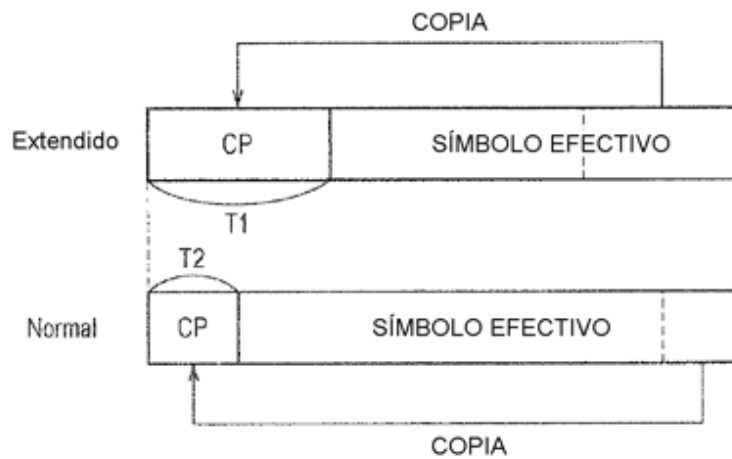 COPIA
Extendido
CP
SÍMBOLO EFECTIVO
T1
T2
Normal
CP
SÍMBOLO EFECTIVO
COPIA